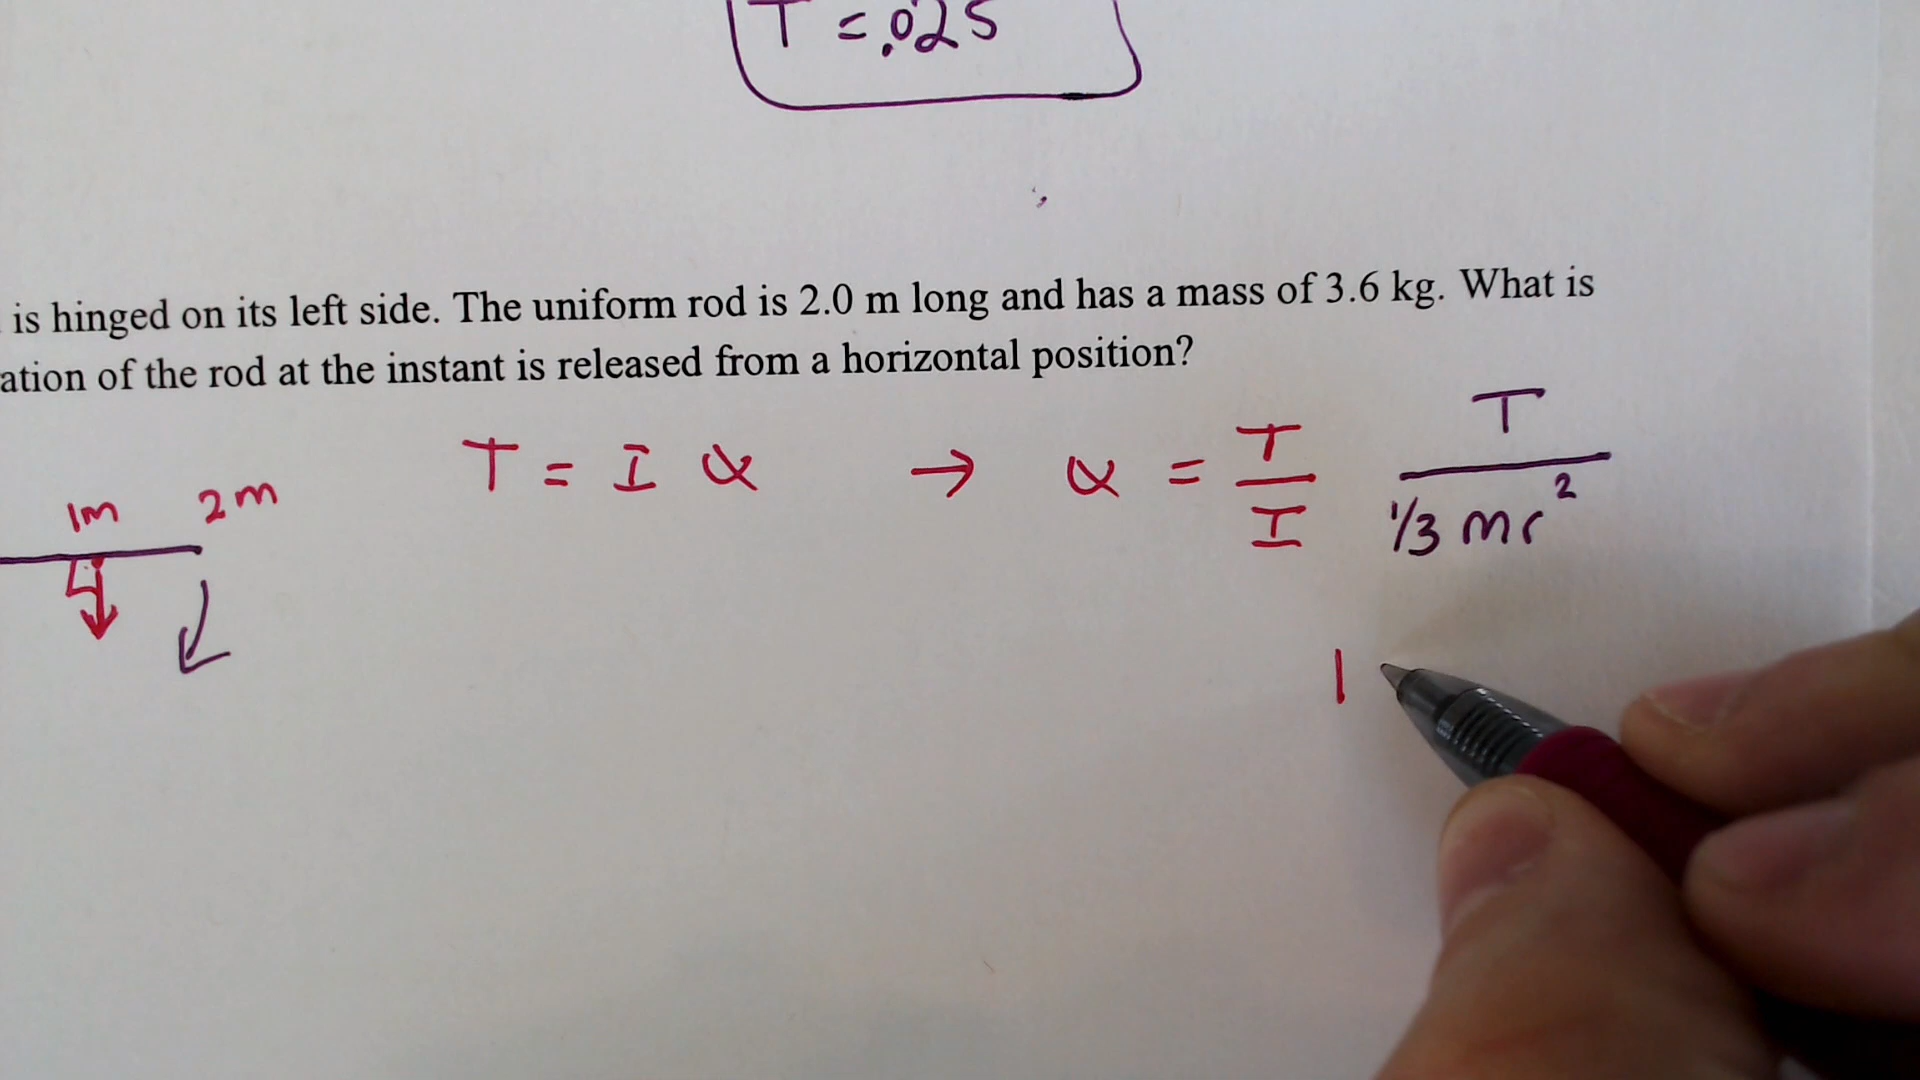 T = .025
is hinged on its left side. The uniform rod is 2.0 m long and has a mass of 3.6 kg. What is
ation of the rod at the instant is released from a horizontal position?
T = I α → α = T/I T/(1/3 mr²)
1m 2m
1